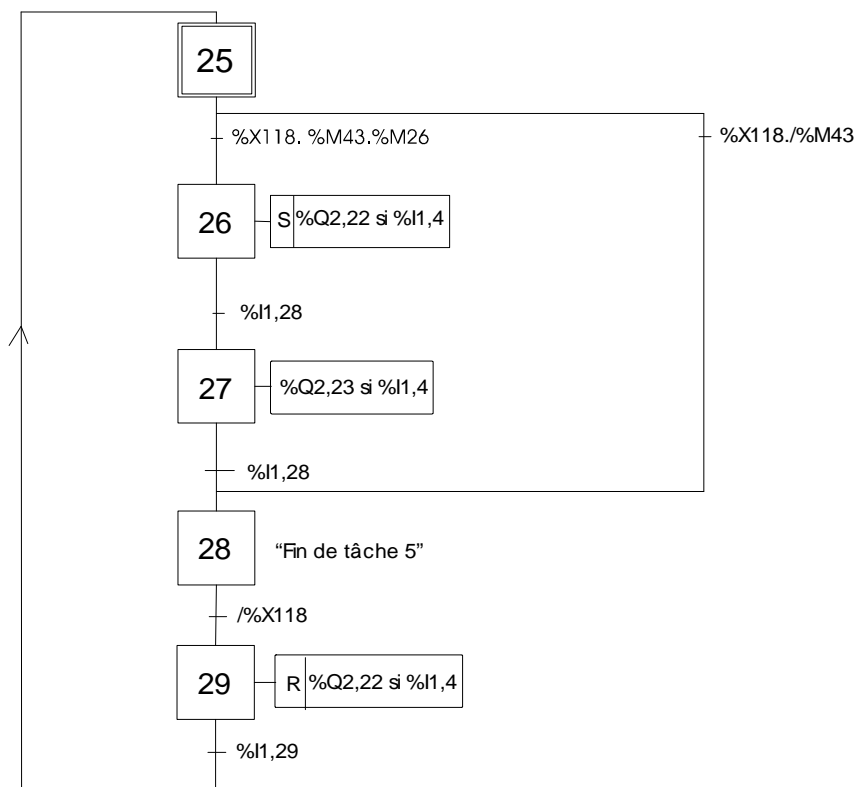 25
%X118. %M43.%M26
%X118./%M43
26
S %Q2,22 si %I1,4
%I1,28
27
%Q2,23 si %I1,4
%I1,28
28
“Fin de tâche 5”
/%X118
29
R %Q2,22 si %I1,4
%I1,29